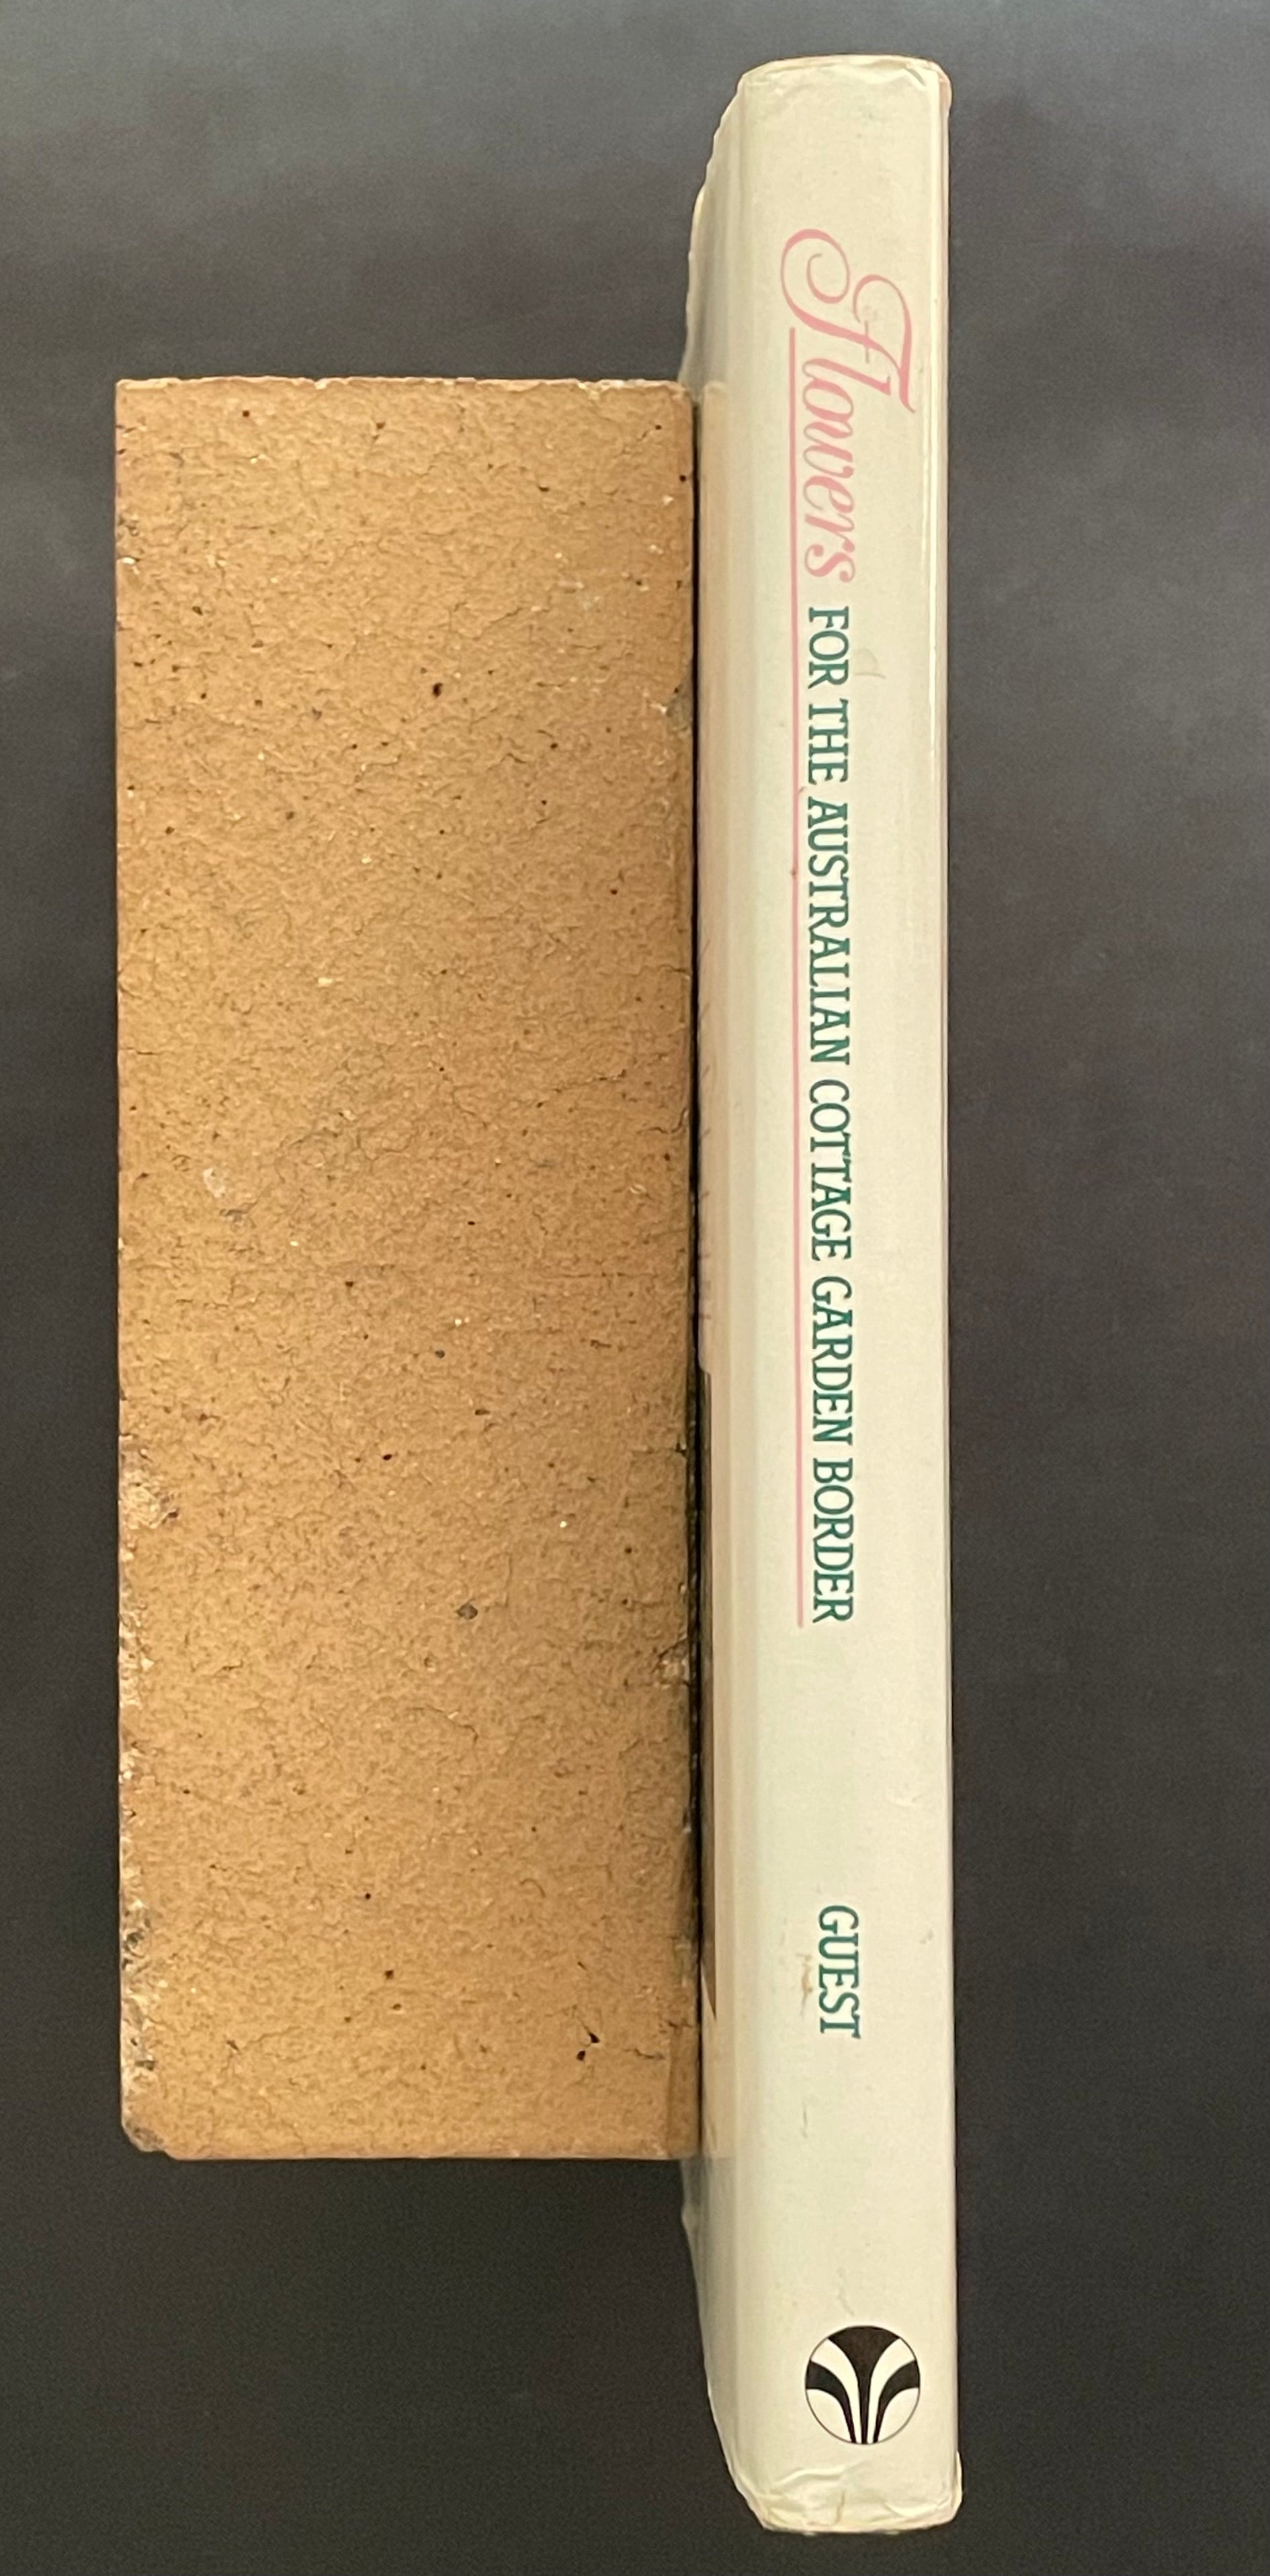 Flowers FOR THE AUSTRALIAN COTTAGE GARDEN BORDER
GUEST